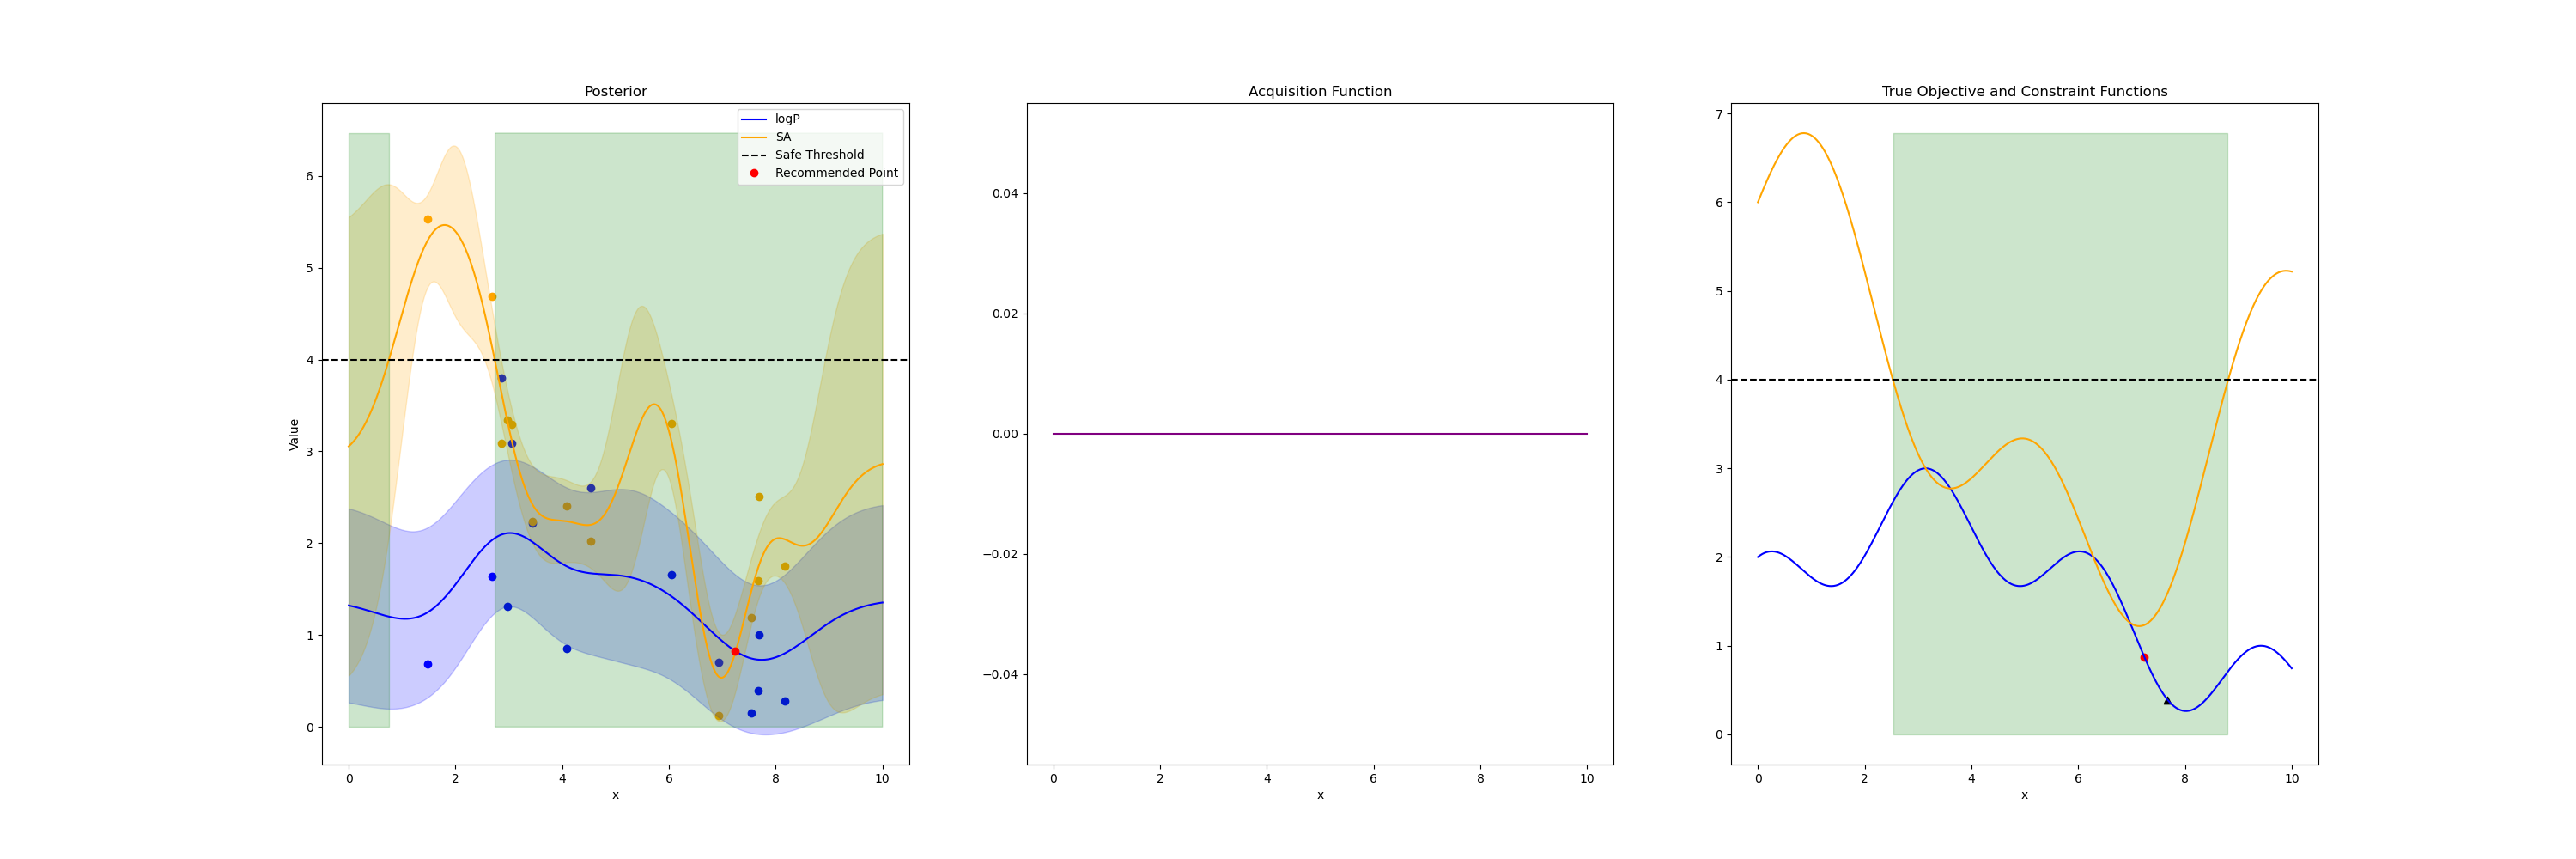 Posterior
logP
SA
Safe Threshold
Recommended Point
6
5
4
3
2
1
0
Value
0 2 4 6 8 10
x
Acquisition Function
0.04
0.02
0.00
−0.02
−0.04
0 2 4 6 8 10
x
True Objective and Constraint Functions
7
6
5
4
3
2
1
0
0 2 4 6 8 10
x